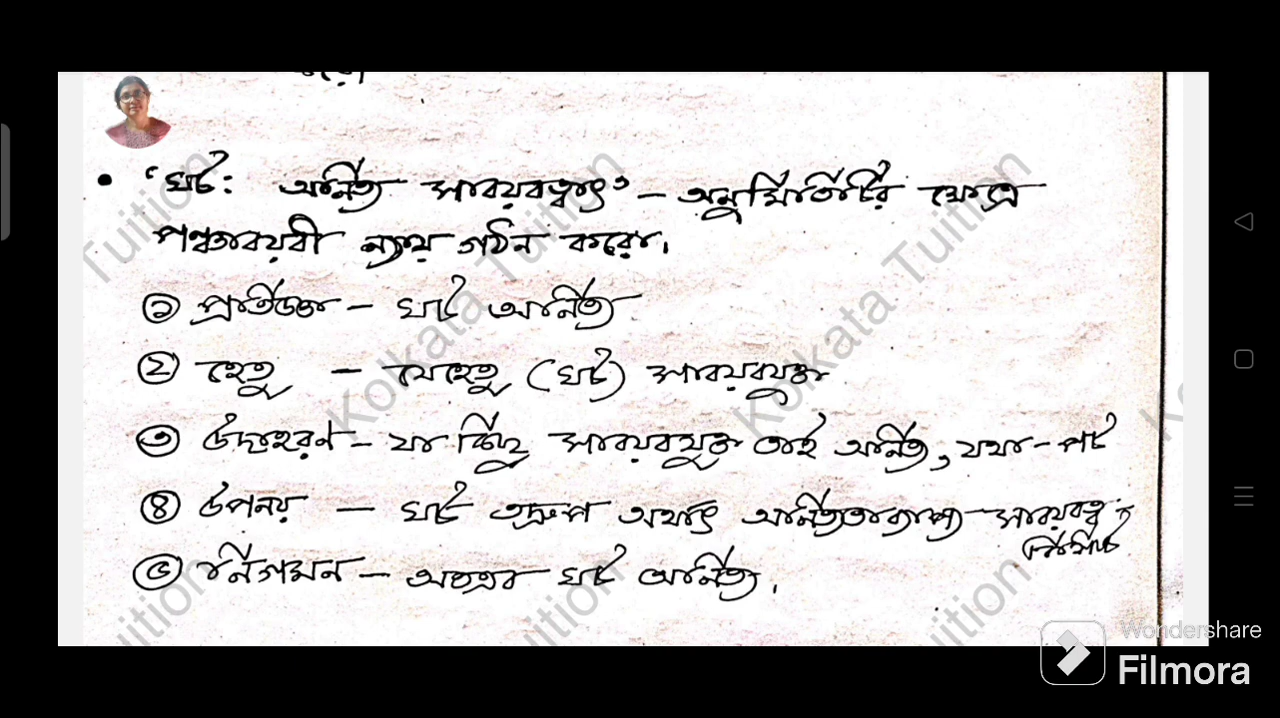 • 'ঘট: অনিত্য সাবয়বত্বাৎ' – অনুমিতিটির ক্ষেত্রে
পঞ্চাবয়বী ন্যায় গঠন করো।
① প্রতিজ্ঞা – ঘট অনিত্য
② হেতু – যেহেতু (ঘট) সাবয়বযুক্ত
③ উদাহরণ – যা কিছু সাবয়বযুক্ত তাই অনিত্য, যথা – পট
④ উপনয় – ঘট তদ্রূপ অর্থাৎ অনিত্যতাব্যাপ্য সাবয়বত্ব
বিশিষ্ট
⑤ নিগমন – অতএব ঘট অনিত্য।
Kolkata Tuition
Wondershare
Filmora